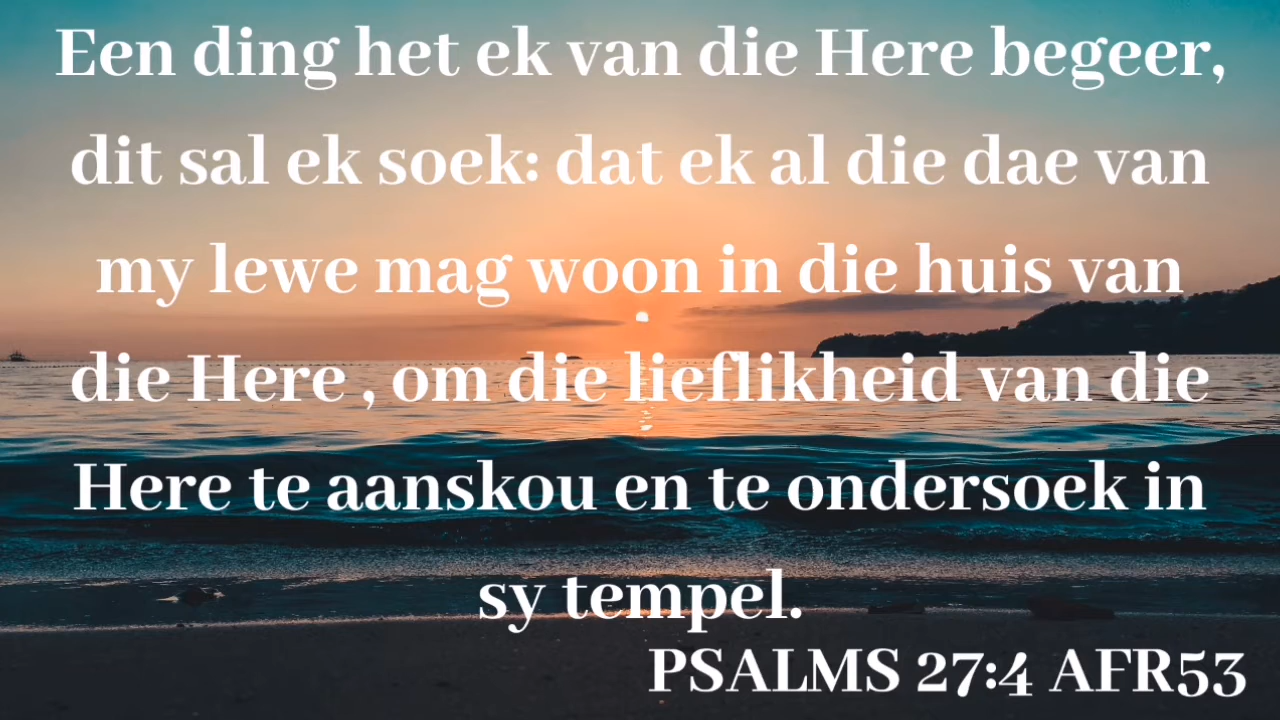 Een ding het ek van die Here begeer,
dit sal ek soek: dat ek al die dae van
my lewe mag woon in die huis van
die Here , om die lieflikheid van die
Here te aanskou en te ondersoek in
sy tempel.
PSALMS 27:4 AFR53